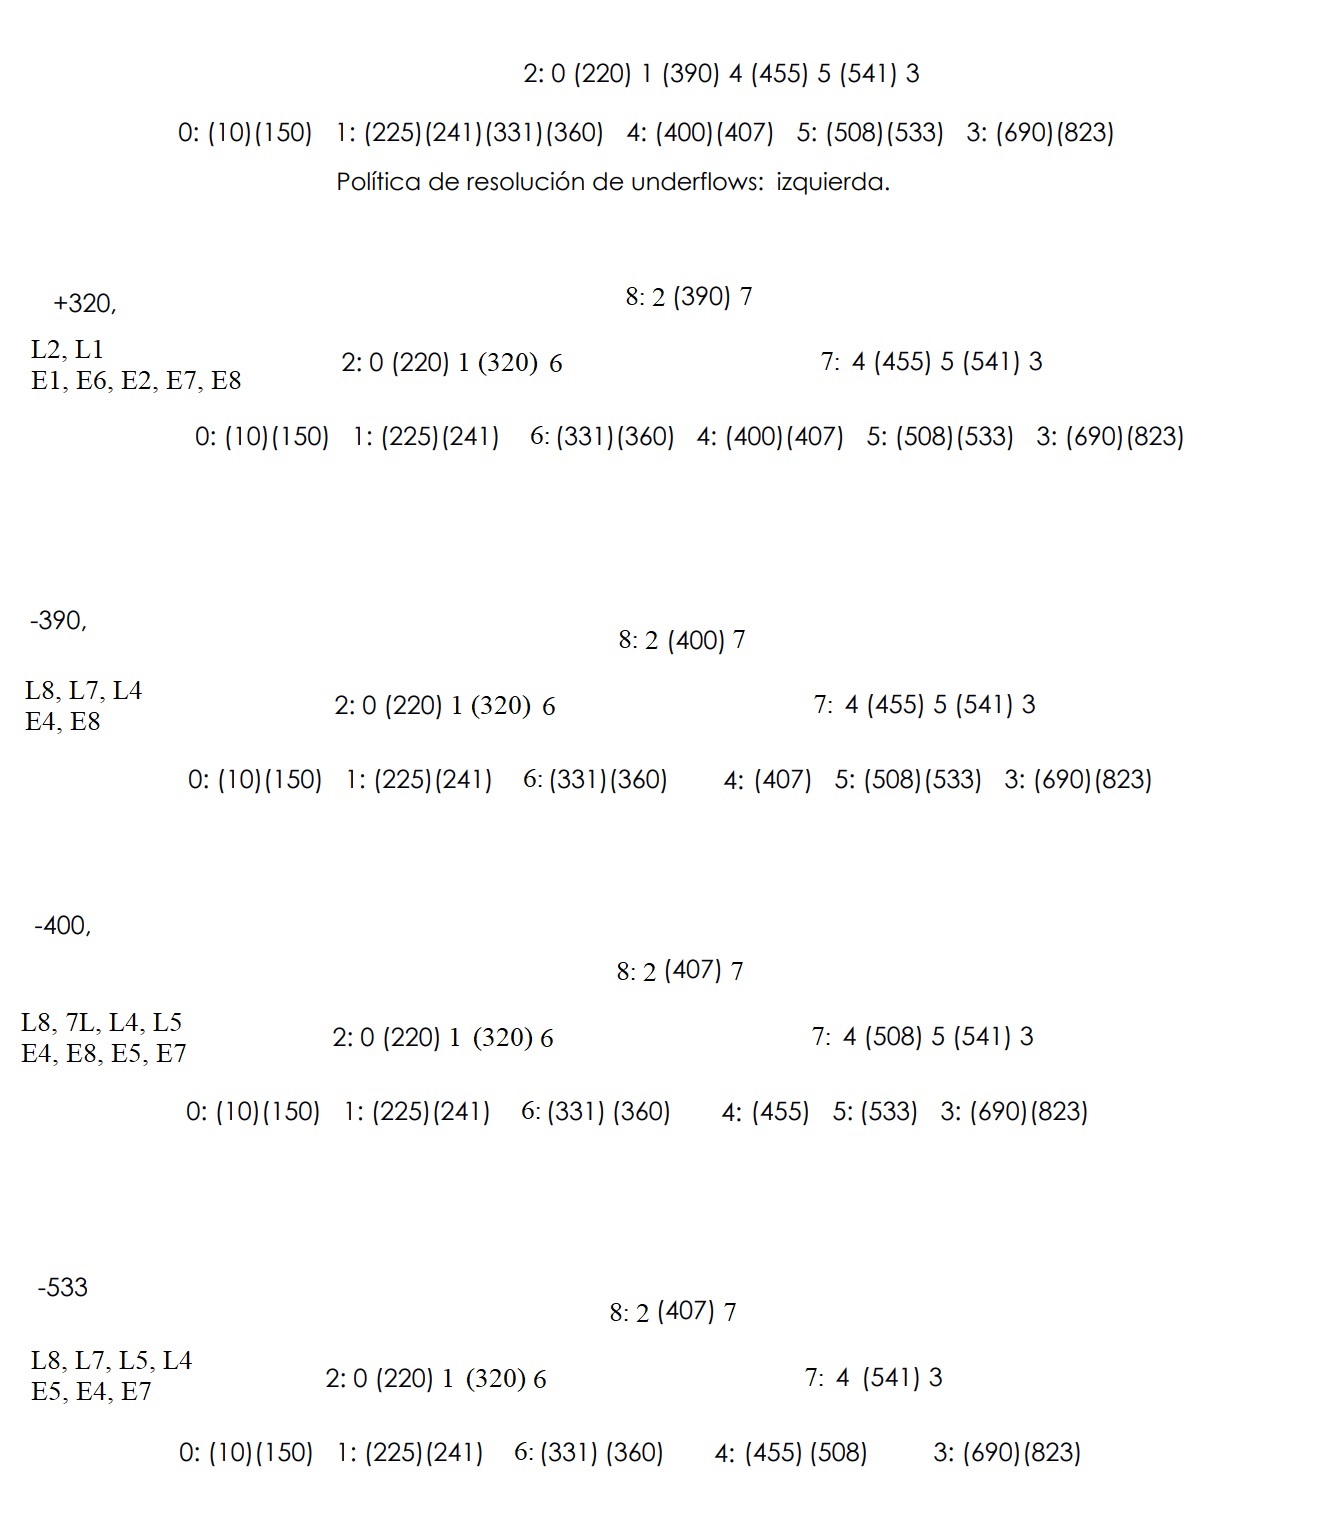 2: 0 (220) 1 (390) 4 (455) 5 (541) 3
0: (10)(150) 1: (225)(241)(331)(360) 4: (400)(407) 5: (508)(533) 3: (690)(823)
Política de resolución de underflows: izquierda.
+320,
8: 2 (390) 7
L2, L1
E1, E6, E2, E7, E8
2: 0 (220) 1 (320) 6 7: 4 (455) 5 (541) 3
0: (10)(150) 1: (225)(241) 6: (331)(360) 4: (400)(407) 5: (508)(533) 3: (690)(823)
-390,
8: 2 (400) 7
L8, L7, L4
E4, E8
2: 0 (220) 1 (320) 6 7: 4 (455) 5 (541) 3
0: (10)(150) 1: (225)(241) 6: (331)(360) 4: (407) 5: (508)(533) 3: (690)(823)
-400,
8: 2 (407) 7
L8, 7L, L4, L5
E4, E8, E5, E7
2: 0 (220) 1 (320) 6 7: 4 (508) 5 (541) 3
0: (10)(150) 1: (225)(241) 6: (331) (360) 4: (455) 5: (533) 3: (690)(823)
-533
8: 2 (407) 7
L8, L7, L5, L4
E5, E4, E7
2: 0 (220) 1 (320) 6 7: 4 (541) 3
0: (10)(150) 1: (225)(241) 6: (331) (360) 4: (455) (508) 3: (690)(823)